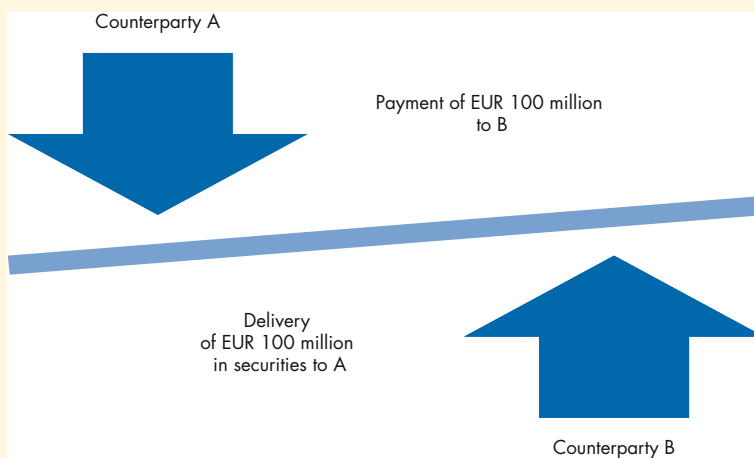 Counterparty A
Payment of EUR 100 million
to B
Delivery
of EUR 100 million
in securities to A
Counterparty B